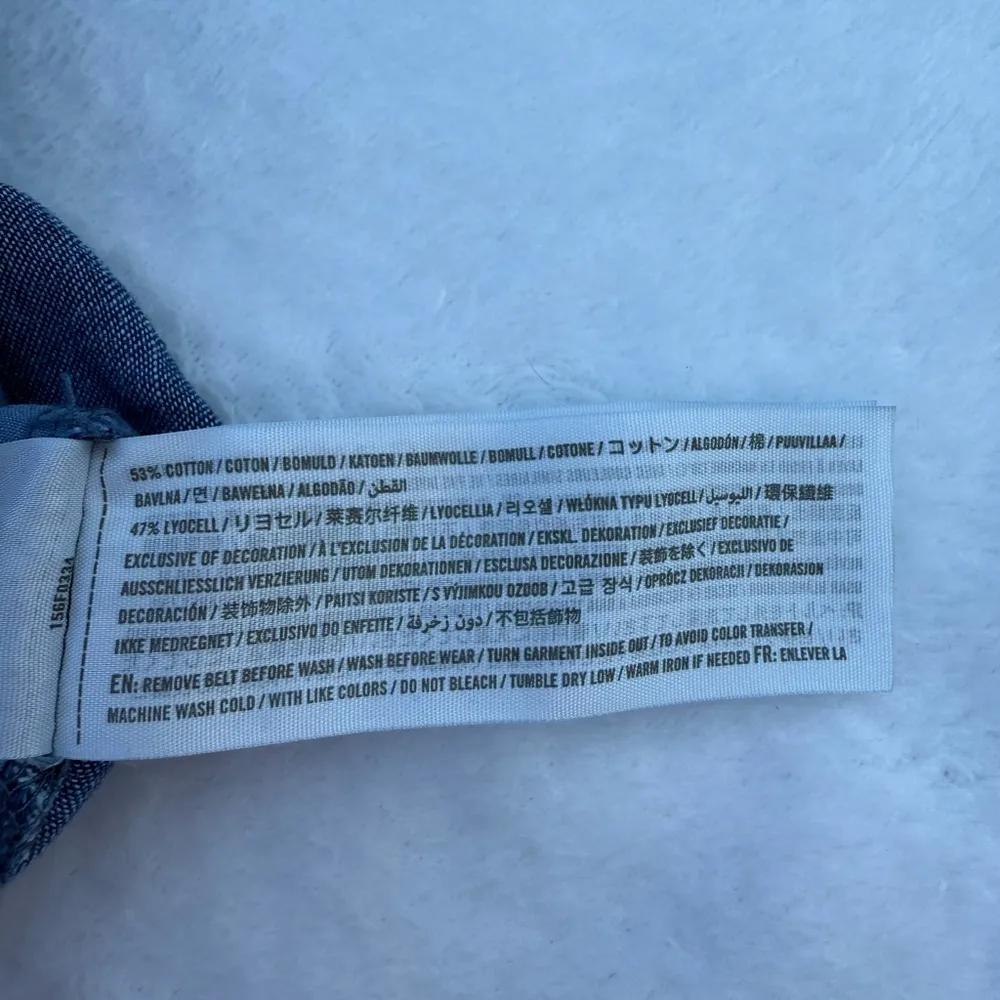 53% COTTON / COTON / BOMULD / KATOEN / BAUMWOLLE / BOMULL / COTONE / コットン / ALGODÓN / 棉 / PUUVILLAA /
BAVLNA / 면 / BAWEŁNA / ALGODÃO / القطن
47% LYOCELL / リヨセル / 莱赛尔纤维 / LYOCELLIA / 리오셀 / WŁÓKNA TYPU LYOCELL / الليوسيل / 環保纖維
EXCLUSIVE OF DECORATION / À L'EXCLUSION DE LA DÉCORATION / EKSKL. DEKORATION / EXCLUSIEF DECORATIE /
AUSSCHLIESSLICH VERZIERUNG / UTOM DEKORATIONEN / ESCLUSA DECORAZIONE / 装飾を除く / EXCLUSIVO DE
DECORACIÓN / 装饰物除外 / PAITSI KORISTE / S VÝJIMKOU OZDOB / 고급 장식 / OPRÓCZ DEKORACJI / DEKORASJON
IKKE MEDREGNET / EXCLUSIVO DO ENFEITE / دون زخرفة / 不包括飾物
EN: REMOVE BELT BEFORE WASH / WASH BEFORE WEAR / TURN GARMENT INSIDE OUT / TO AVOID COLOR TRANSFER /
MACHINE WASH COLD / WITH LIKE COLORS / DO NOT BLEACH / TUMBLE DRY LOW / WARM IRON IF NEEDED FR: ENLEVER LA